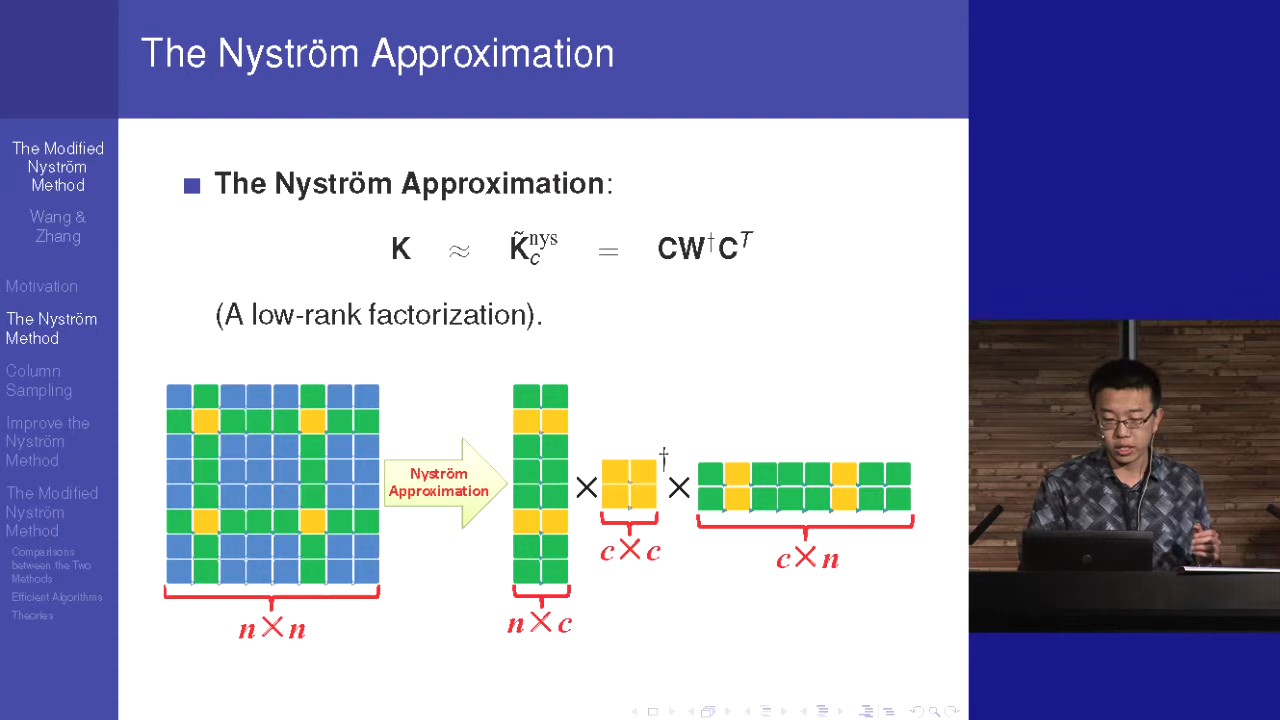 The Nyström Approximation
The Modified
Nyström
Method
Wang &
Zhang
Motivation
The Nyström
Method
Column
Sampling
Improve the
Nyström
Method
The Modified
Nyström
Method
Comparisons
between the Two
Methods
Efficient Algorithms
Theories
The Nyström Approximation:
K ≈ K̃_c^nys = CW†C^T
(A low-rank factorization).
Nyström
Approximation
× † ×
c×c
c×n
n×n
n×c